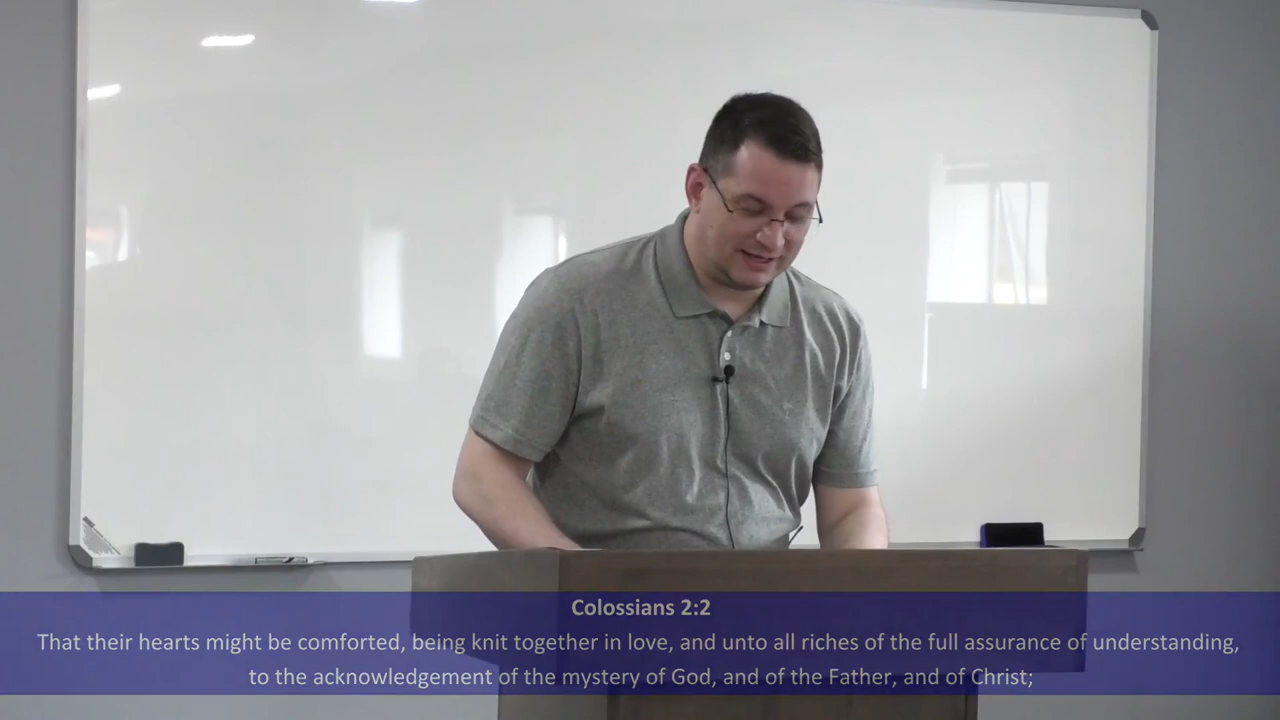 Colossians 2:2
That their hearts might be comforted, being knit together in love, and unto all riches of the full assurance of understanding,
to the acknowledgement of the mystery of God, and of the Father, and of Christ;